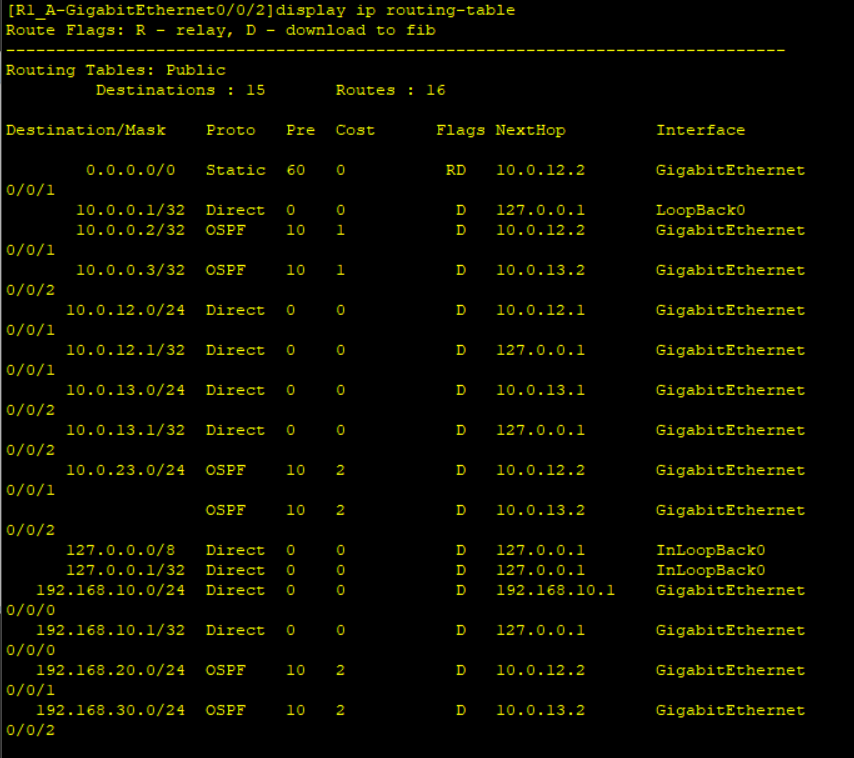 [R1_A-GigabitEthernet0/0/2]display ip routing-table
Route Flags: R - relay, D - download to fib
------------------------------------------------------------------------------
Routing Tables: Public
         Destinations : 15       Routes : 16

Destination/Mask    Proto   Pre  Cost      Flags NextHop         Interface

        0.0.0.0/0   Static  60   0          RD   10.0.12.2       GigabitEthernet
0/0/1
       10.0.0.1/32  Direct  0    0           D   127.0.0.1       LoopBack0
       10.0.0.2/32  OSPF    10   1           D   10.0.12.2       GigabitEthernet
0/0/1
       10.0.0.3/32  OSPF    10   1           D   10.0.13.2       GigabitEthernet
0/0/2
      10.0.12.0/24  Direct  0    0           D   10.0.12.1       GigabitEthernet
0/0/1
      10.0.12.1/32  Direct  0    0           D   127.0.0.1       GigabitEthernet
0/0/1
      10.0.13.0/24  Direct  0    0           D   10.0.13.1       GigabitEthernet
0/0/2
      10.0.13.1/32  Direct  0    0           D   127.0.0.1       GigabitEthernet
0/0/2
      10.0.23.0/24  OSPF    10   2           D   10.0.12.2       GigabitEthernet
0/0/1
                    OSPF    10   2           D   10.0.13.2       GigabitEthernet
0/0/2
      127.0.0.0/8   Direct  0    0           D   127.0.0.1       InLoopBack0
      127.0.0.1/32  Direct  0    0           D   127.0.0.1       InLoopBack0
   192.168.10.0/24  Direct  0    0           D   192.168.10.1    GigabitEthernet
0/0/0
   192.168.10.1/32  Direct  0    0           D   127.0.0.1       GigabitEthernet
0/0/0
   192.168.20.0/24  OSPF    10   2           D   10.0.12.2       GigabitEthernet
0/0/1
   192.168.30.0/24  OSPF    10   2           D   10.0.13.2       GigabitEthernet
0/0/2